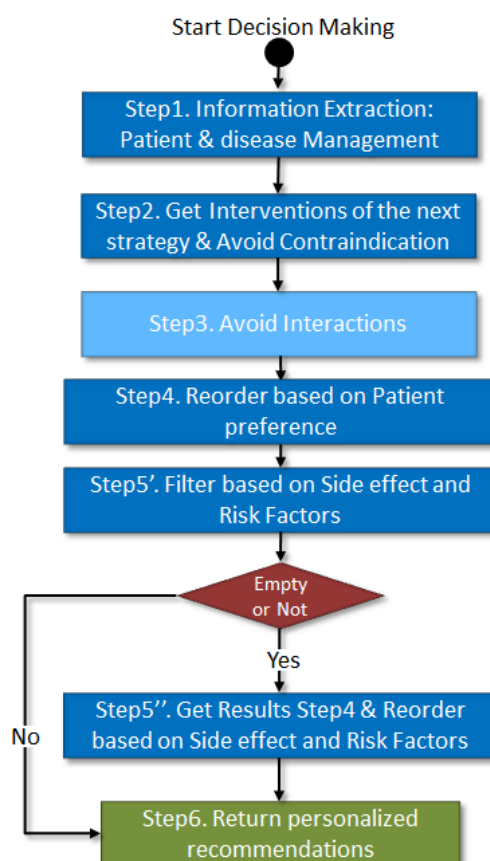 Start Decision Making
Step1. Information Extraction:
Patient & disease Management
Step2. Get Interventions of the next
strategy & Avoid Contraindication
Step3. Avoid Interactions
Step4. Reorder based on Patient
preference
Step5'. Filter based on Side effect and
Risk Factors
Empty
or Not
Yes
Step5''. Get Results Step4 & Reorder
based on Side effect and Risk Factors
No
Step6. Return personalized
recommendations